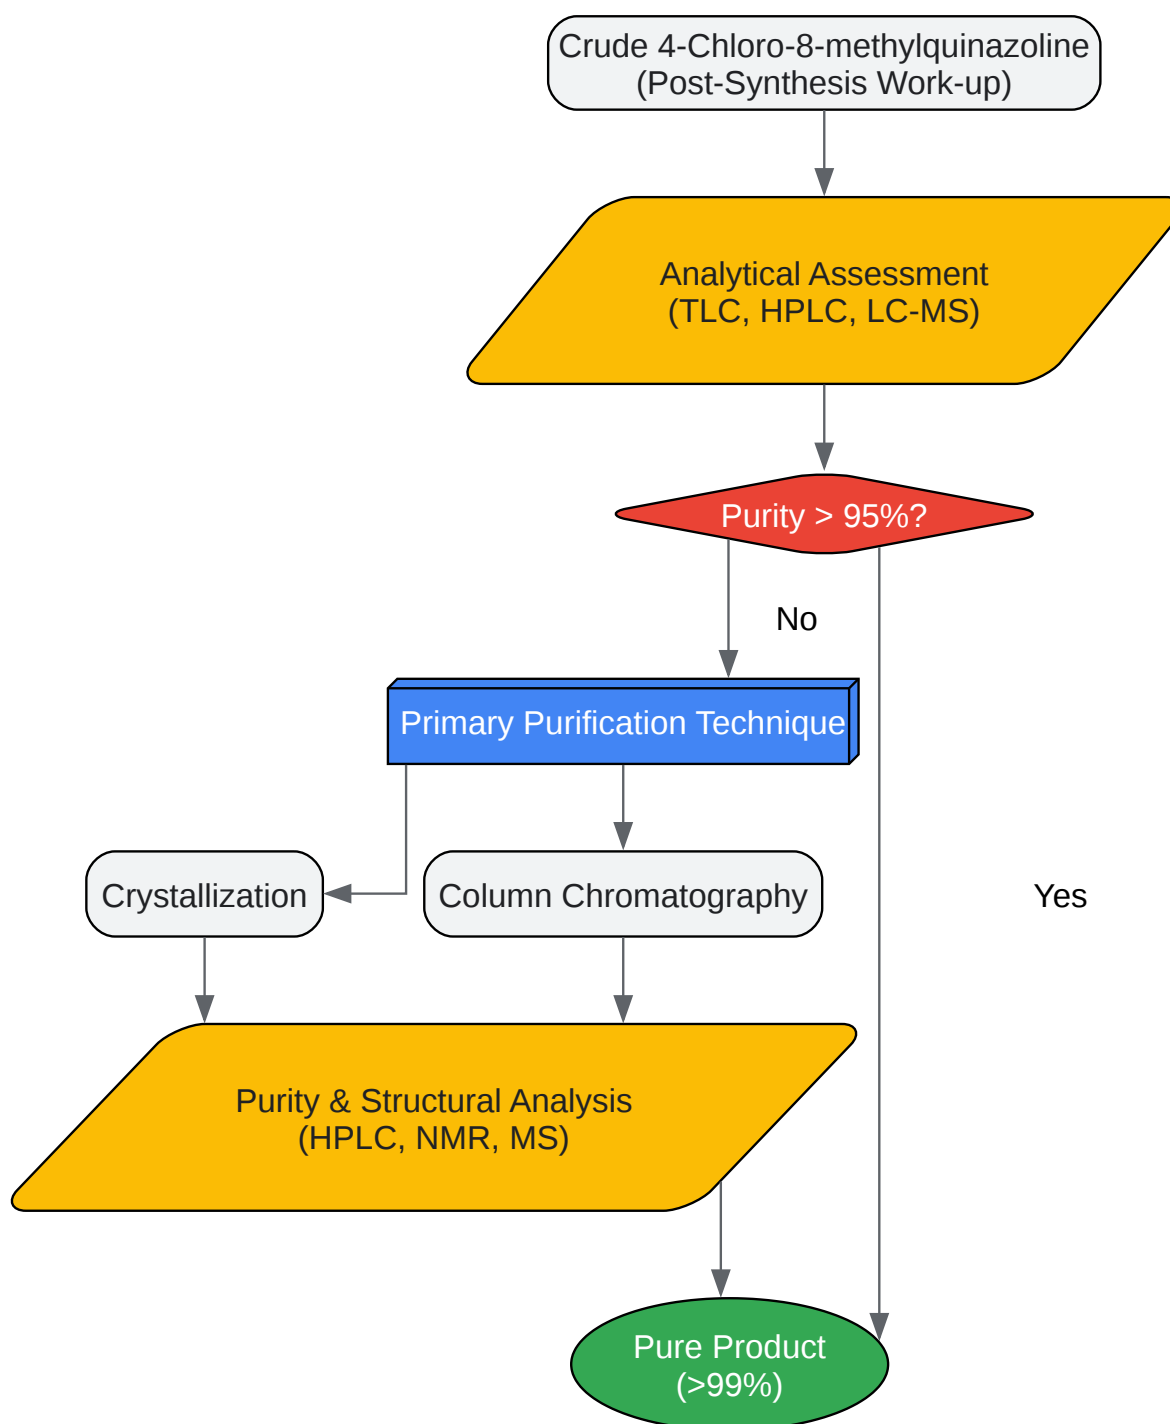 Crude 4-Chloro-8-methylquinazoline
(Post-Synthesis Work-up)
Analytical Assessment
(TLC, HPLC, LC-MS)
Purity > 95%?
No
Primary Purification Technique
Crystallization
Column Chromatography
Yes
Purity & Structural Analysis
(HPLC, NMR, MS)
Pure Product
(>99%)